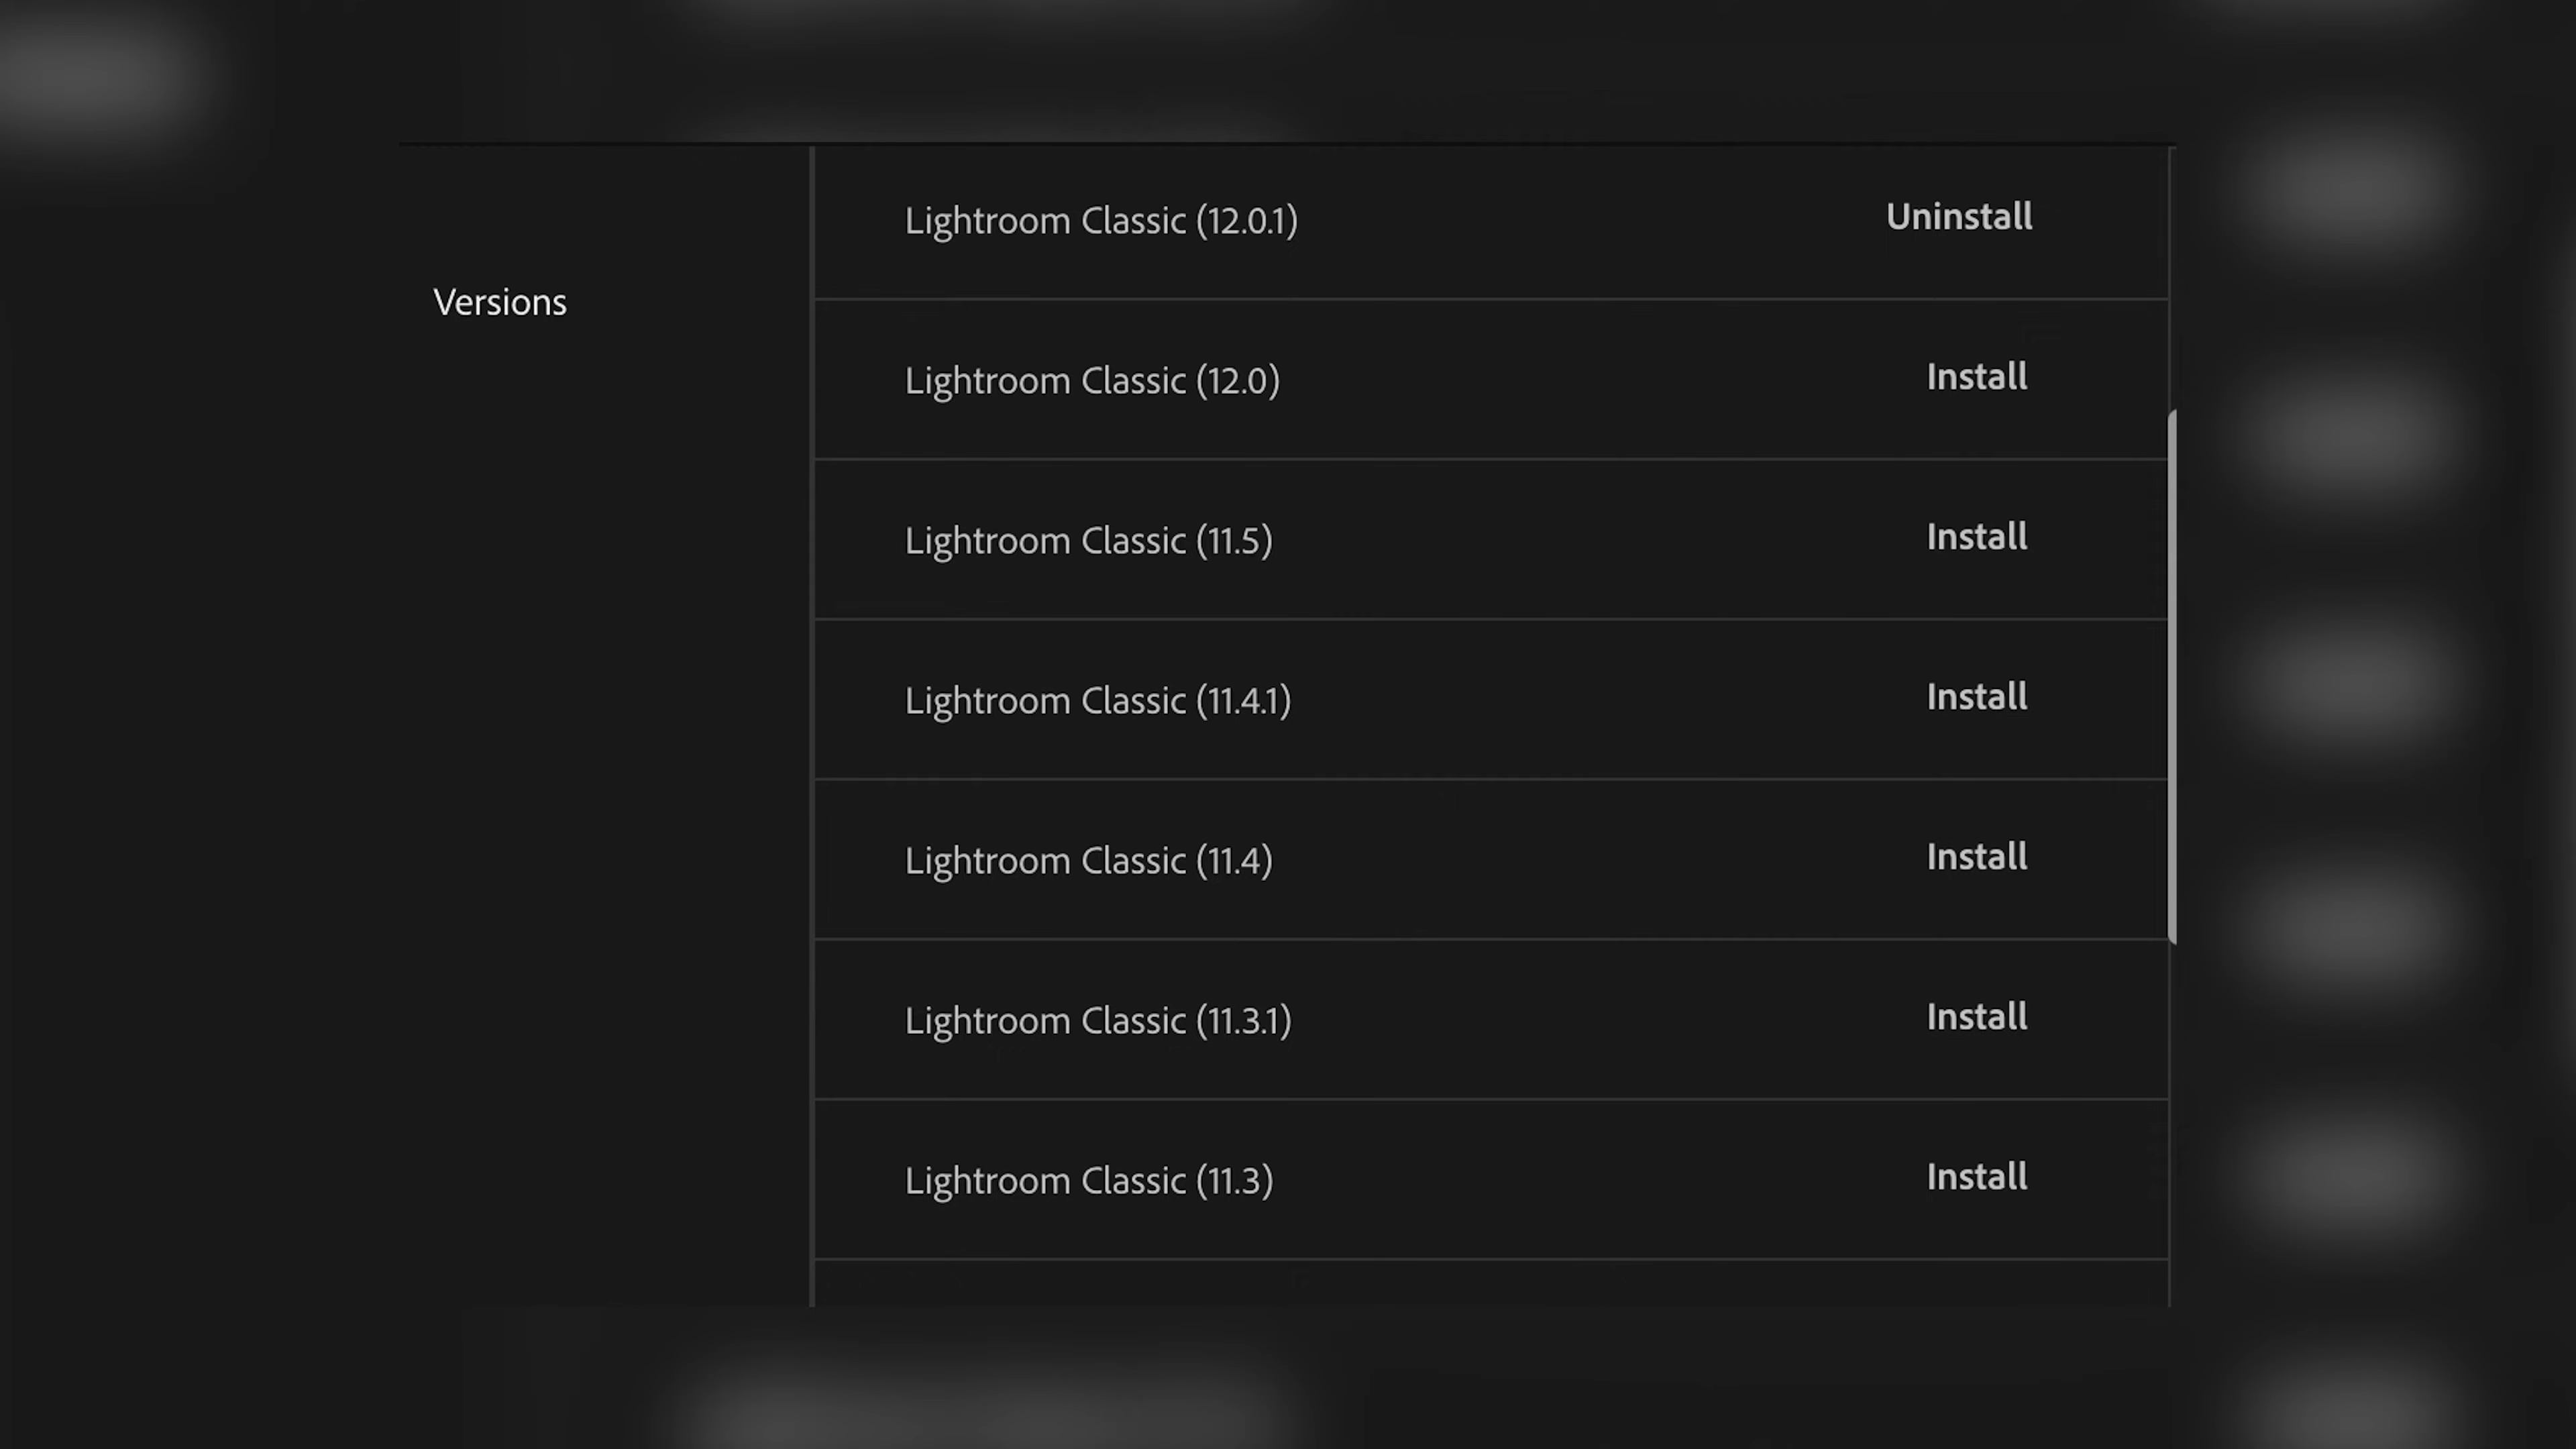 Versions
Lightroom Classic (12.0.1) Uninstall
Lightroom Classic (12.0) Install
Lightroom Classic (11.5) Install
Lightroom Classic (11.4.1) Install
Lightroom Classic (11.4) Install
Lightroom Classic (11.3.1) Install
Lightroom Classic (11.3) Install